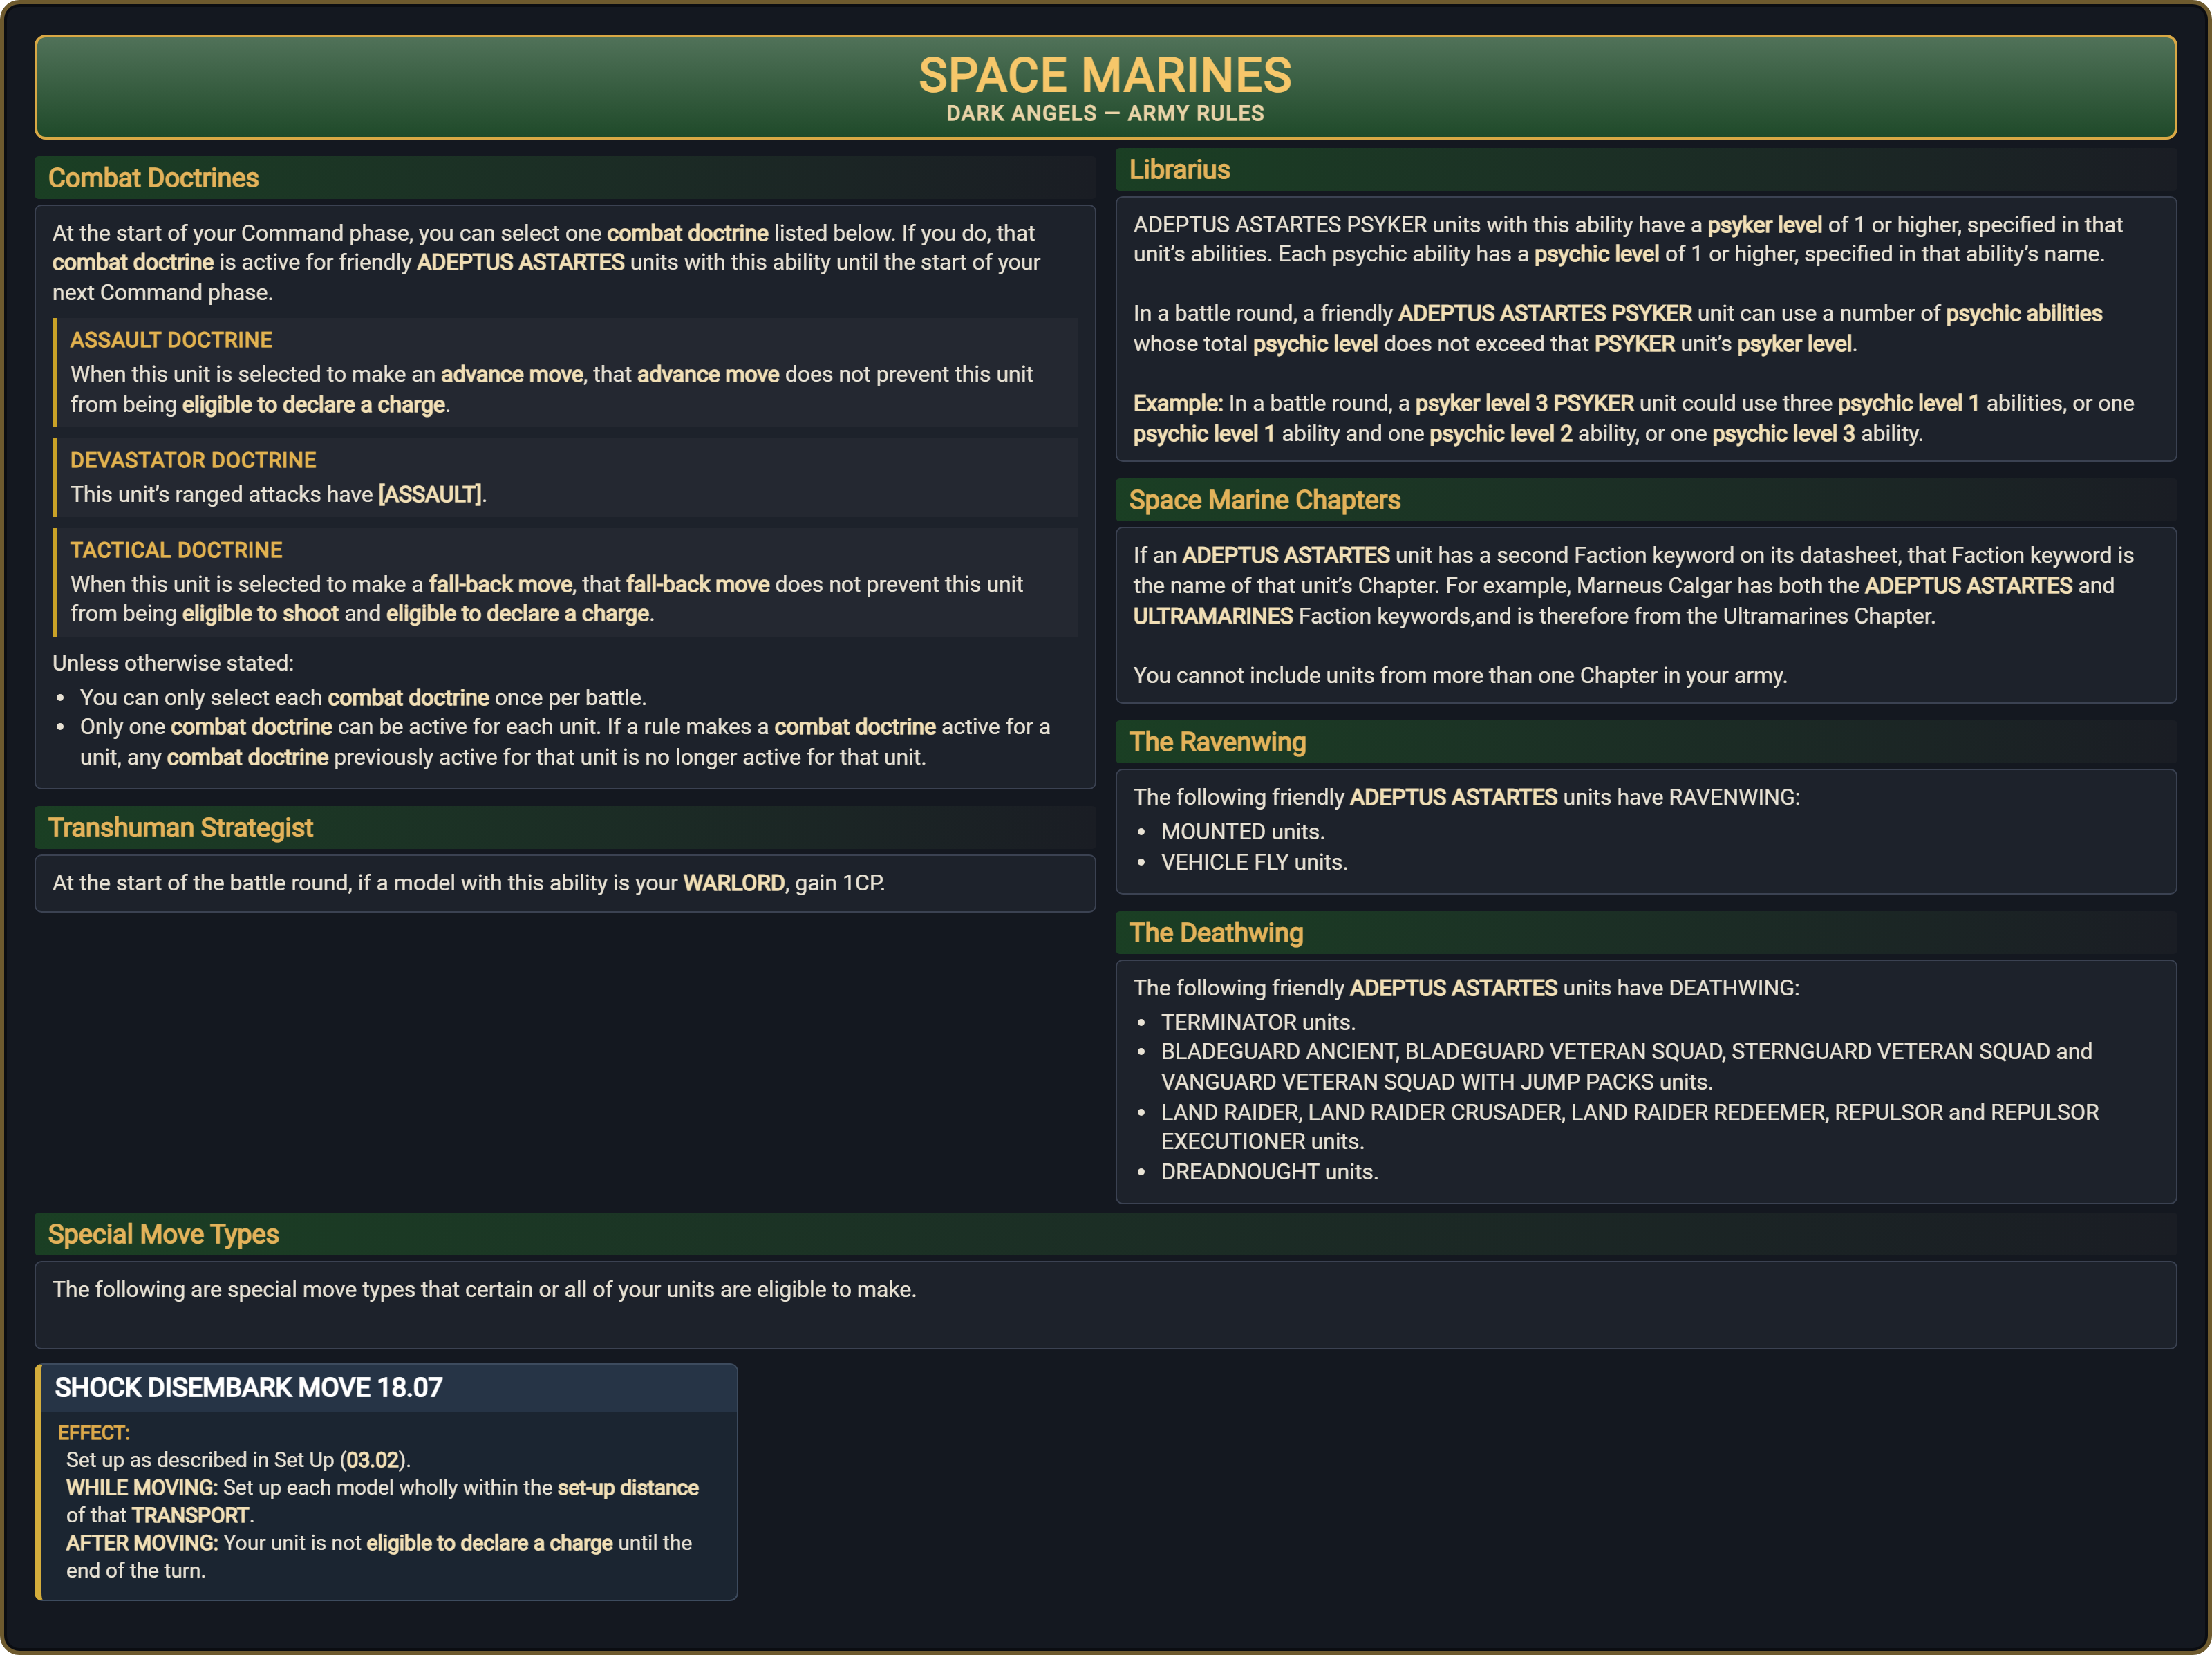 SPACE MARINES
DARK ANGELS — ARMY RULES
Combat Doctrines
At the start of your Command phase, you can select one combat doctrine listed below. If you do, that
combat doctrine is active for friendly ADEPTUS ASTARTES units with this ability until the start of your
next Command phase.
ASSAULT DOCTRINE
When this unit is selected to make an advance move, that advance move does not prevent this unit
from being eligible to declare a charge.
DEVASTATOR DOCTRINE
This unit’s ranged attacks have [ASSAULT].
TACTICAL DOCTRINE
When this unit is selected to make a fall-back move, that fall-back move does not prevent this unit
from being eligible to shoot and eligible to declare a charge.
Unless otherwise stated:
• You can only select each combat doctrine once per battle.
• Only one combat doctrine can be active for each unit. If a rule makes a combat doctrine active for a
unit, any combat doctrine previously active for that unit is no longer active for that unit.
Transhuman Strategist
At the start of the battle round, if a model with this ability is your WARLORD, gain 1CP.
Librarius
ADEPTUS ASTARTES PSYKER units with this ability have a psyker level of 1 or higher, specified in that
unit’s abilities. Each psychic ability has a psychic level of 1 or higher, specified in that ability’s name.
In a battle round, a friendly ADEPTUS ASTARTES PSYKER unit can use a number of psychic abilities
whose total psychic level does not exceed that PSYKER unit’s psyker level.
Example: In a battle round, a psyker level 3 PSYKER unit could use three psychic level 1 abilities, or one
psychic level 1 ability and one psychic level 2 ability, or one psychic level 3 ability.
Space Marine Chapters
If an ADEPTUS ASTARTES unit has a second Faction keyword on its datasheet, that Faction keyword is
the name of that unit’s Chapter. For example, Marneus Calgar has both the ADEPTUS ASTARTES and
ULTRAMARINES Faction keywords,and is therefore from the Ultramarines Chapter.
You cannot include units from more than one Chapter in your army.
The Ravenwing
The following friendly ADEPTUS ASTARTES units have RAVENWING:
• MOUNTED units.
• VEHICLE FLY units.
The Deathwing
The following friendly ADEPTUS ASTARTES units have DEATHWING:
• TERMINATOR units.
• BLADEGUARD ANCIENT, BLADEGUARD VETERAN SQUAD, STERNGUARD VETERAN SQUAD and
VANGUARD VETERAN SQUAD WITH JUMP PACKS units.
• LAND RAIDER, LAND RAIDER CRUSADER, LAND RAIDER REDEEMER, REPULSOR and REPULSOR
EXECUTIONER units.
• DREADNOUGHT units.
Special Move Types
The following are special move types that certain or all of your units are eligible to make.
SHOCK DISEMBARK MOVE 18.07
EFFECT:
Set up as described in Set Up (03.02).
WHILE MOVING: Set up each model wholly within the set-up distance
of that TRANSPORT.
AFTER MOVING: Your unit is not eligible to declare a charge until the
end of the turn.